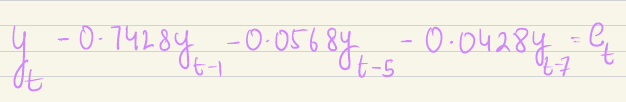 y_t - 0.7428y_{t-1} - 0.0568y_{t-5} - 0.0428y_{t-7} = e_t